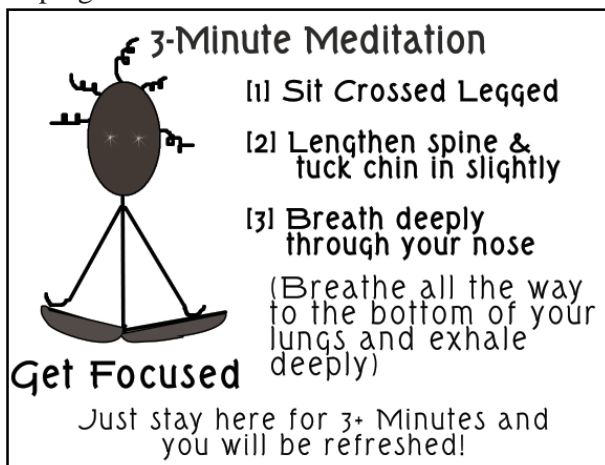 3-Minute Meditation
[1] Sit Crossed Legged
[2] Lengthen spine &
tuck chin in slightly
[3] Breath deeply
through your nose
(Breathe all the way
to the bottom of your
lungs and exhale
deeply)
Get Focused
Just stay here for 3+ Minutes and
you will be refreshed!